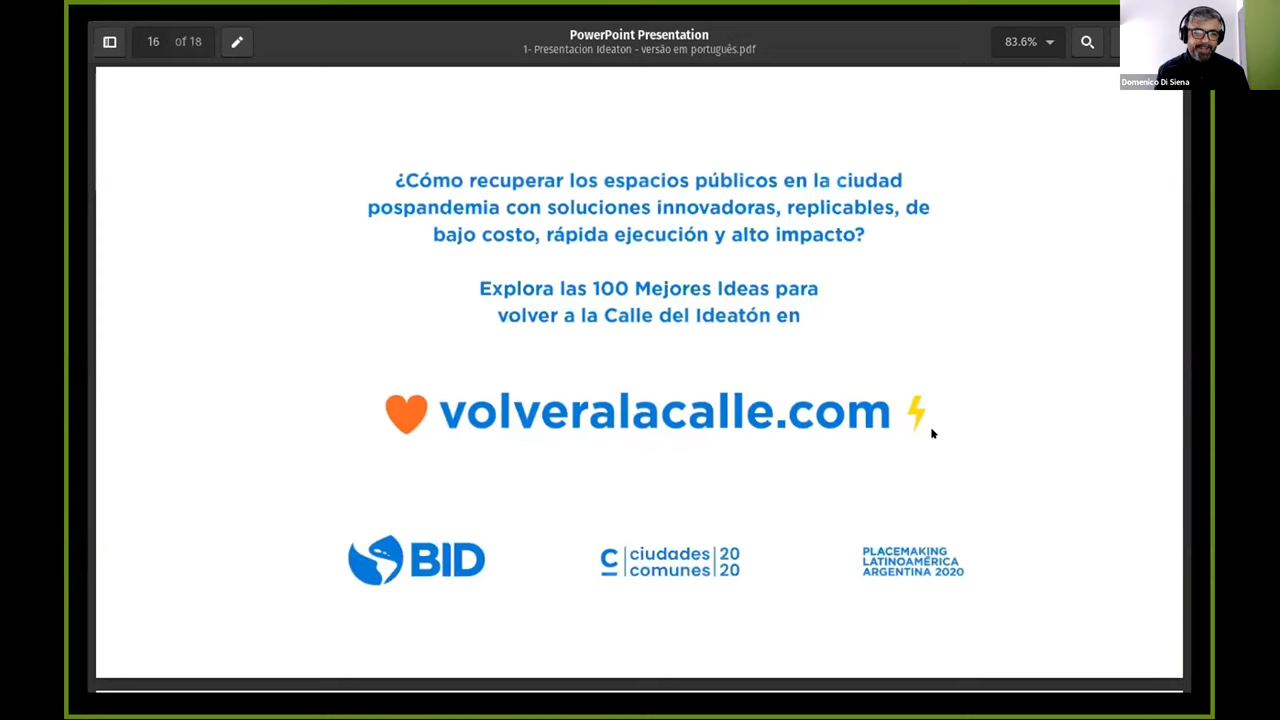 PowerPoint Presentation
16 of 18
1- Presentacion Ideaton - versão em português.pdf
83.6%
Domenico Di Siena
¿Cómo recuperar los espacios públicos en la ciudad
pospandemia con soluciones innovadoras, replicables, de
bajo costo, rápida ejecución y alto impacto?
Explora las 100 Mejores Ideas para
volver a la Calle del Ideatón en
volveralacalle.com
BID
c ciudades 20
comunes 20
PLACEMAKING
LATINOAMÉRICA
ARGENTINA 2020